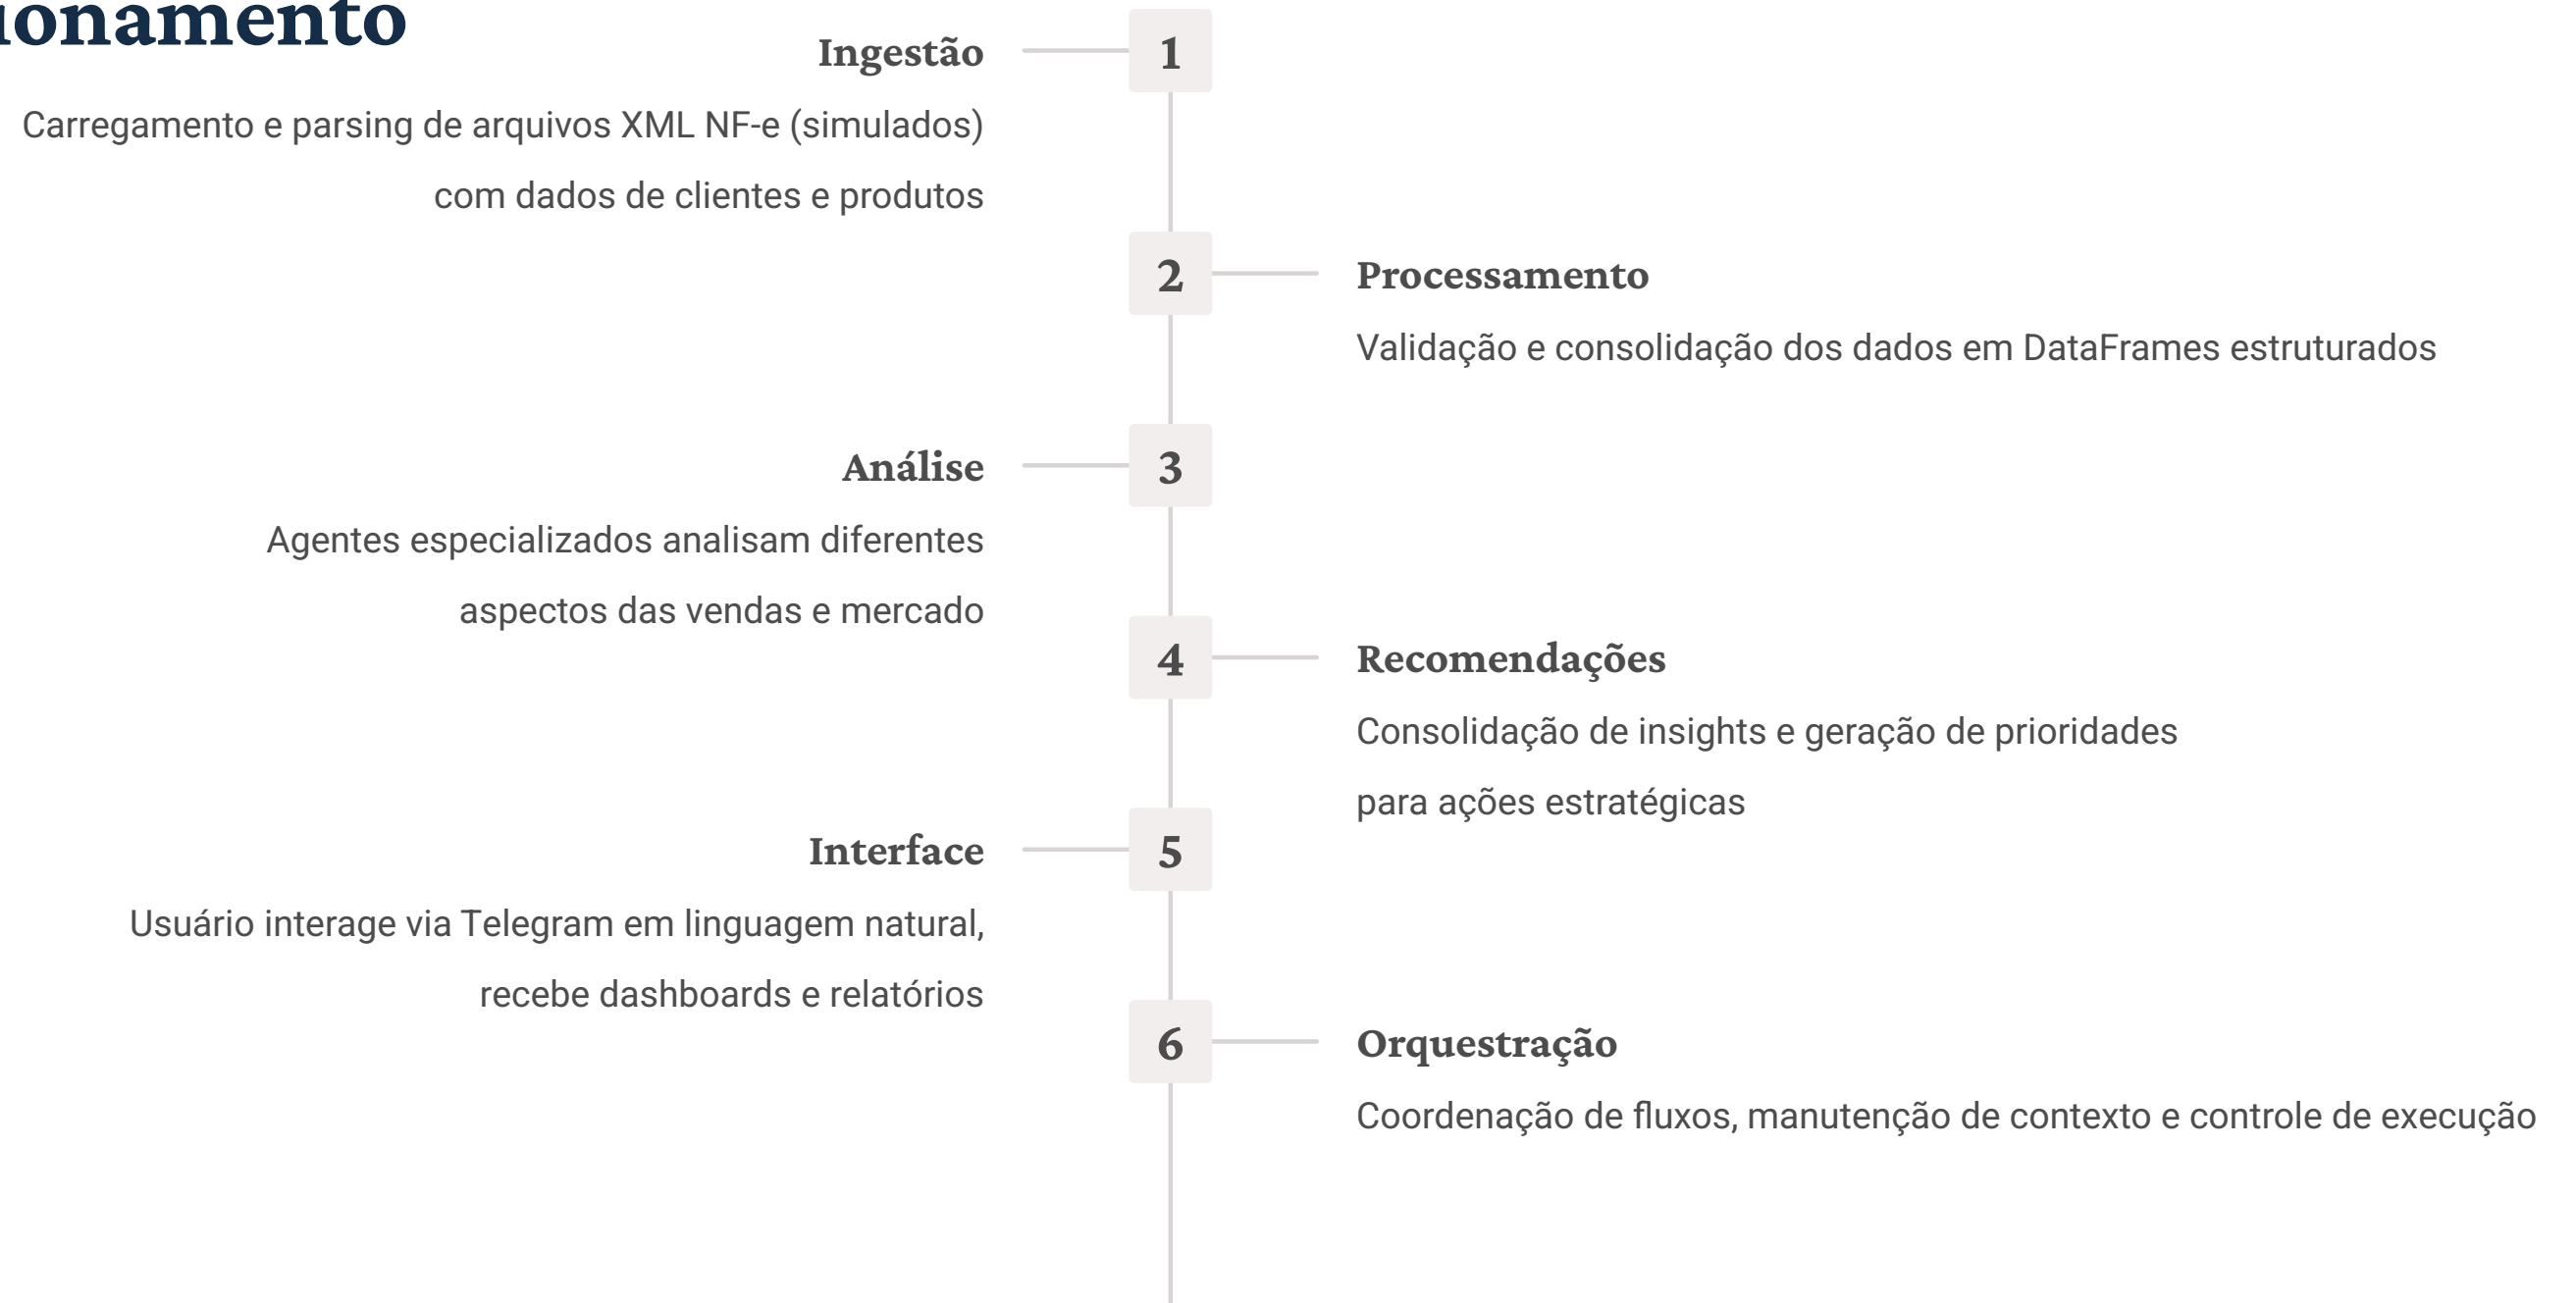 ionamento
1
Ingestão
Carregamento e parsing de arquivos XML NF-e (simulados)
com dados de clientes e produtos
2
Processamento
Validação e consolidação dos dados em DataFrames estruturados
3
Análise
Agentes especializados analisam diferentes
aspectos das vendas e mercado
4
Recomendações
Consolidação de insights e geração de prioridades
para ações estratégicas
5
Interface
Usuário interage via Telegram em linguagem natural,
recebe dashboards e relatórios
6
Orquestração
Coordenação de fluxos, manutenção de contexto e controle de execução